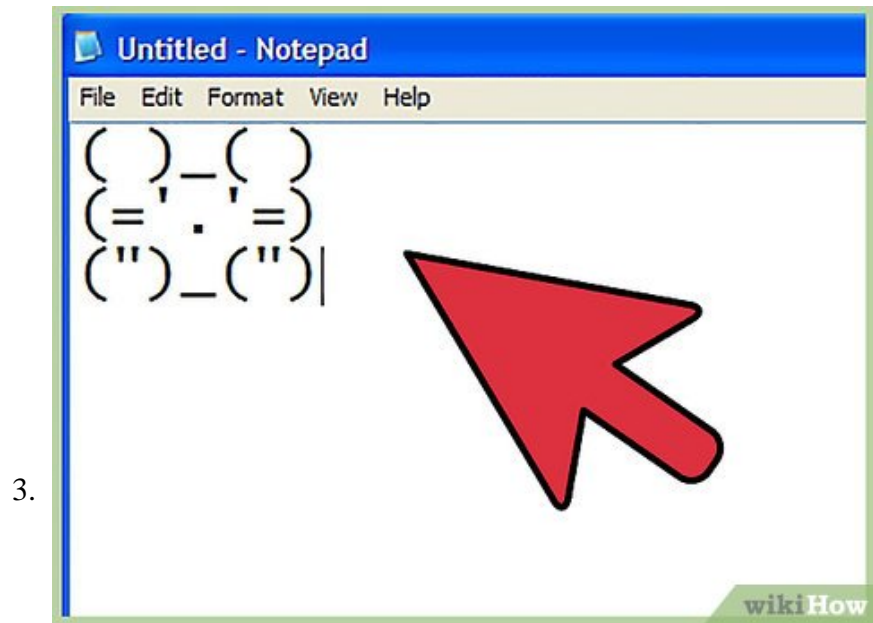 Untitled - Notepad
File Edit Format View Help
( )_( )
(='.'=)
(")_(")
3.
wikiHow